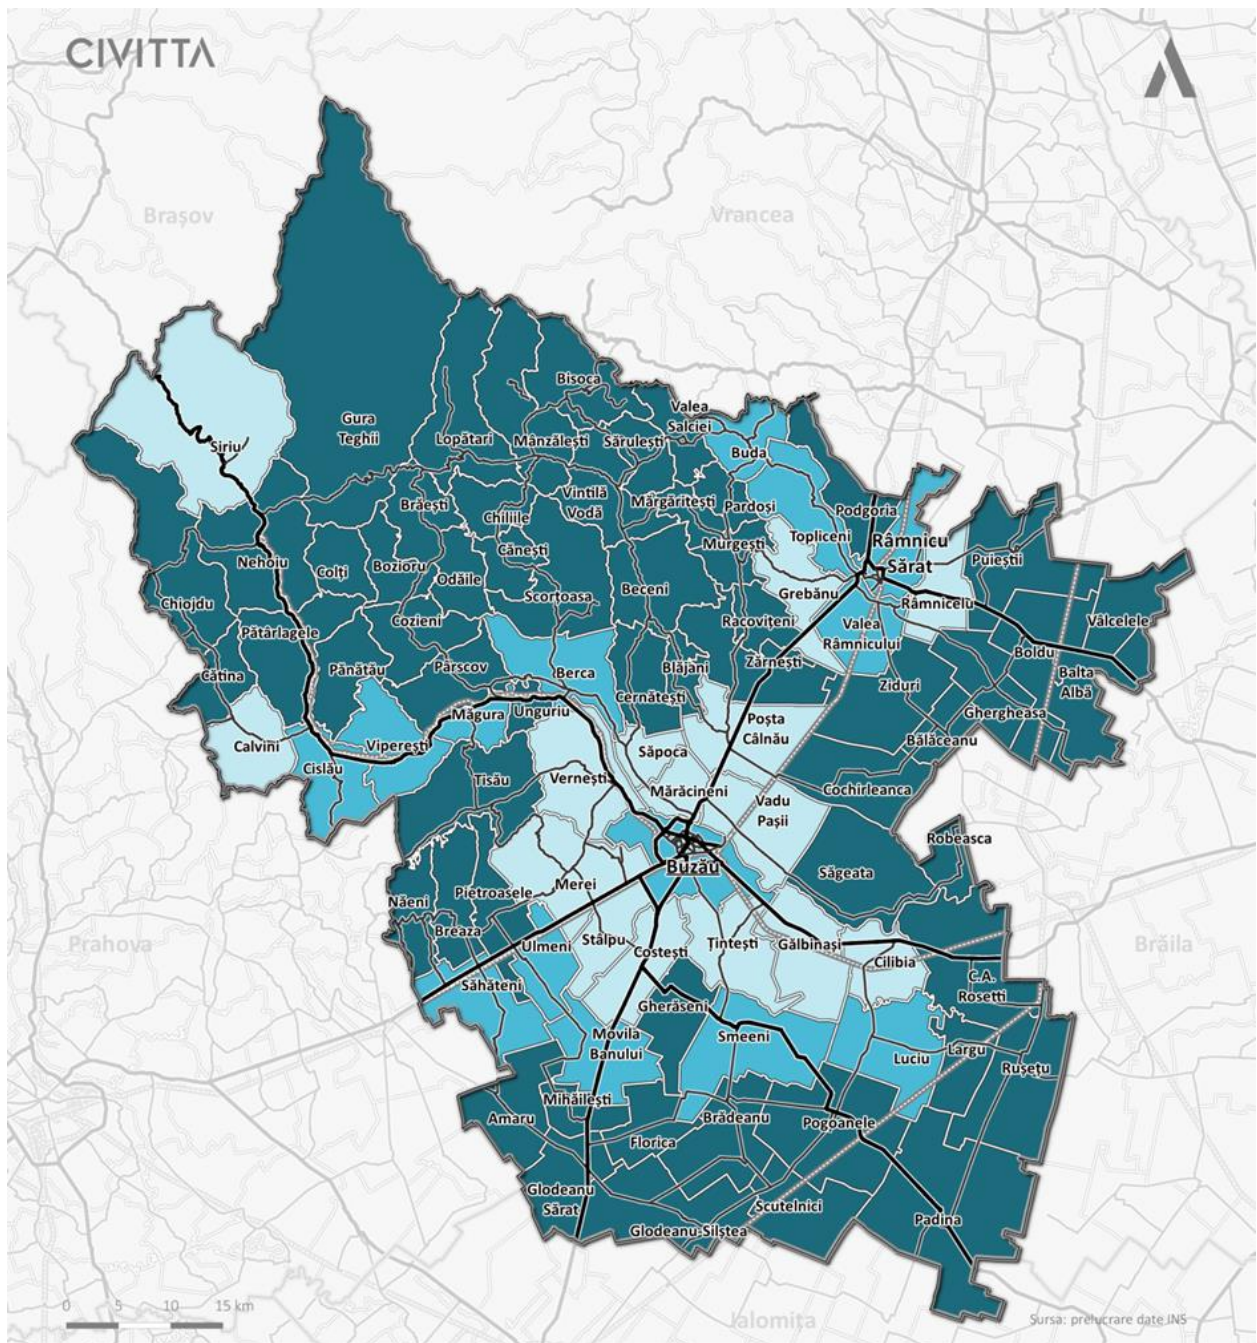 CIVITTA
Brașov
Vrancea
Bisoca
Valea
Salciei
Gura
Teghii
Lopătari
Mânzălești
Sărulești
Siriu
Buda
Brăești
Vintilă
Vodă
Mărgăritești
Pardoși
Podgoria
Chiliile
Topliceni
Râmnicu
Sărat
Murgești
Cănești
Nehoiu
Colți
Bozioru
Odăile
Puieștii
Scorțoasa
Beceni
Grebănu
Râmnicelu
Chiojdu
Cozieni
Racovițeni
Valea
Râmnicului
Vâlcelele
Pătârlagele
Boldu
Pănătău
Pârscov
Berca
Blăjani
Zărnești
Balta
Albă
Cătina
Cernătești
Ziduri
Măgura
Unguriu
Poșta
Câlnău
Ghergheasa
Calvini
Viperești
Bălăceanu
Cislău
Săpoca
Tisău
Vernești
Mărăcineni
Vadu
Pașii
Cochirleanca
Robeasca
Buzău
Săgeata
Merei
Pietroasele
Năeni
Breaza
Prahova
Ulmeni
Stâlpu
Costești
Țintești
Gălbinași
Brăila
Cilibia
Săhăteni
C.A.
Rosetti
Gherăseni
Movila
Banului
Smeeni
Luciu
Largu
Rușețu
Mihăilești
Amaru
Brădeanu
Pogoanele
Florica
Glodeanu
Sărat
Scutelnici
Padina
Glodeanu-Silștea
0 5 10 15 km
Ialomița
Sursa: prelucrare date INS